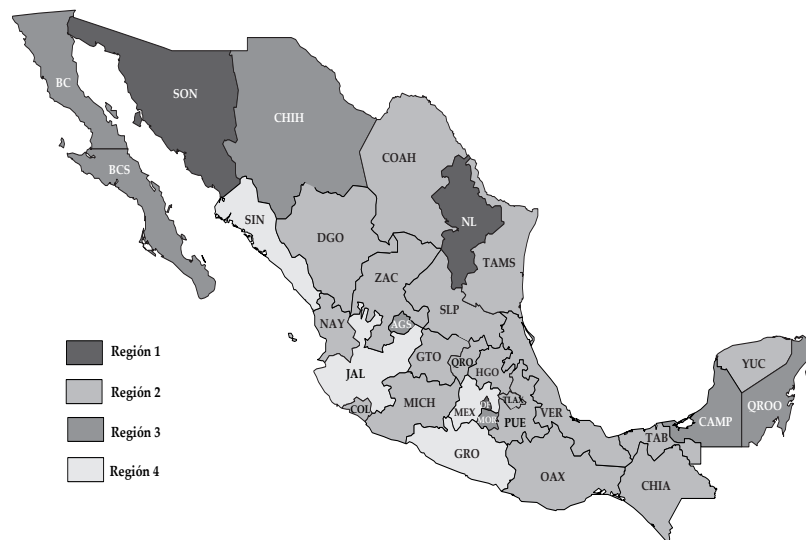 BC
SON
CHIH
BCS
COAH
SIN
NL
DGO
TAMS
ZAC
SLP
NAY
AGS
GTO
QRO
HGO
JAL
COL
MICH
MEX
DF
TLAX
MOR
PUE
VER
GRO
OAX
TAB
CHIA
YUC
CAMP
QROO
Región 1
Región 2
Región 3
Región 4